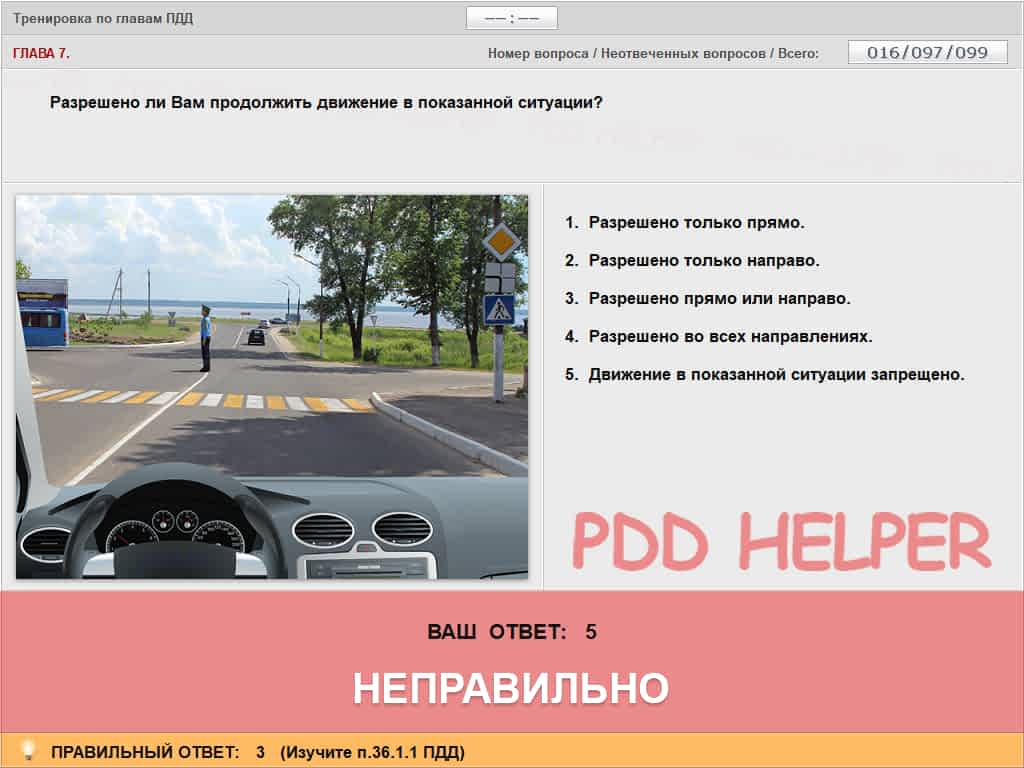 Тренировка по главам ПДД
—— : ——
ГЛАВА 7.
Номер вопроса / Неотвеченных вопросов / Всего:
016/097/099
Разрешено ли Вам продолжить движение в показанной ситуации?
1. Разрешено только прямо.
2. Разрешено только направо.
3. Разрешено прямо или направо.
4. Разрешено во всех направлениях.
5. Движение в показанной ситуации запрещено.
PDD HELPER
ВАШ ОТВЕТ: 5
НЕПРАВИЛЬНО
ПРАВИЛЬНЫЙ ОТВЕТ: 3 (Изучите п.36.1.1 ПДД)